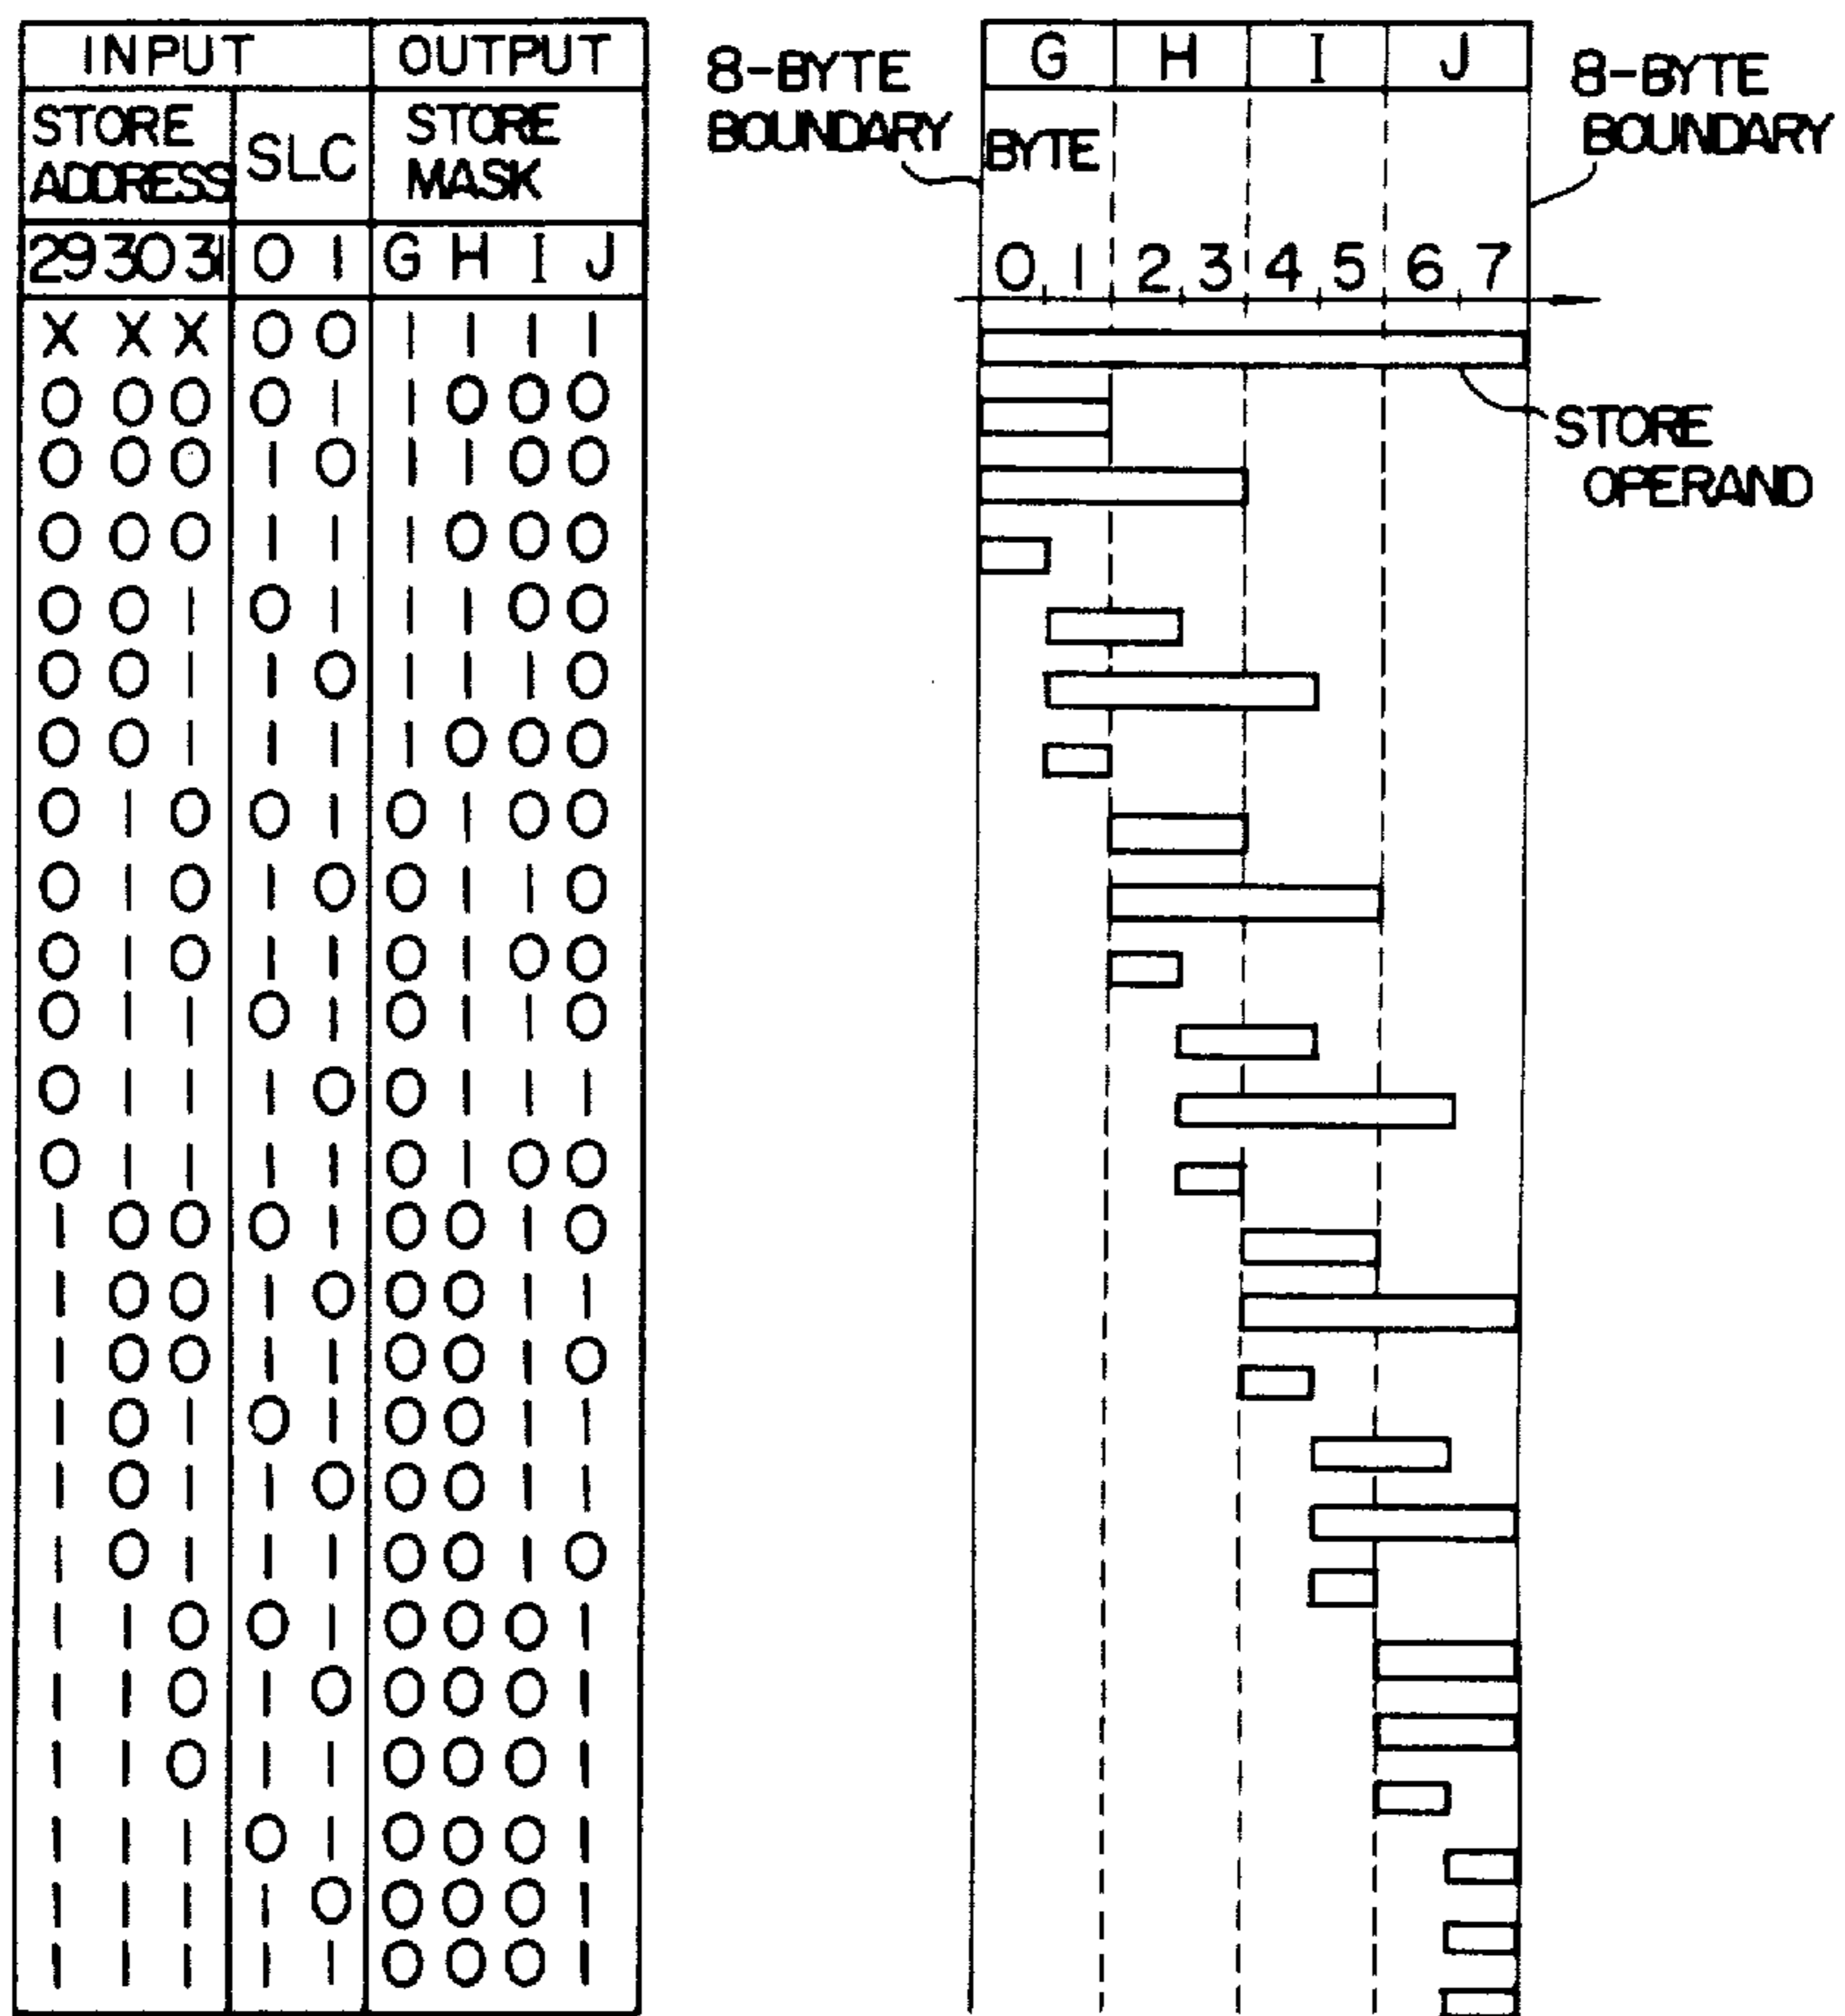 INPUT OUTPUT
STORE ADDRESS SLC STORE MASK
29 30 31 0 1 G H I J
X X X 0 0 1 1 1 1
0 0 0 0 1 1 0 0 0
0 0 0 1 0 1 1 0 0
0 0 0 1 1 1 0 0 0
0 0 1 0 1 1 1 0 0
0 0 1 1 0 1 1 1 0
0 0 1 1 1 1 0 0 0
0 1 0 0 1 0 1 0 0
0 1 0 1 0 0 1 1 0
0 1 0 1 1 0 1 0 0
0 1 1 0 1 0 1 1 0
0 1 1 1 0 0 1 1 1
0 1 1 1 1 0 1 0 0
1 0 0 0 1 0 0 1 0
1 0 0 1 0 0 0 1 1
1 0 0 1 1 0 0 1 0
1 0 1 0 1 0 0 1 1
1 0 1 1 0 0 0 1 1
1 0 1 1 1 0 0 1 0
1 1 0 0 1 0 0 0 1
1 1 0 1 0 0 0 0 1
1 1 0 1 1 0 0 0 1
1 1 1 0 1 0 0 0 1
1 1 1 1 0 0 0 0 1
1 1 1 1 1 0 0 0 1
8-BYTE
BOUNDARY
G H I J
BYTE
0 1 2 3 4 5 6 7
8-BYTE
BOUNDARY
STORE
OPERAND